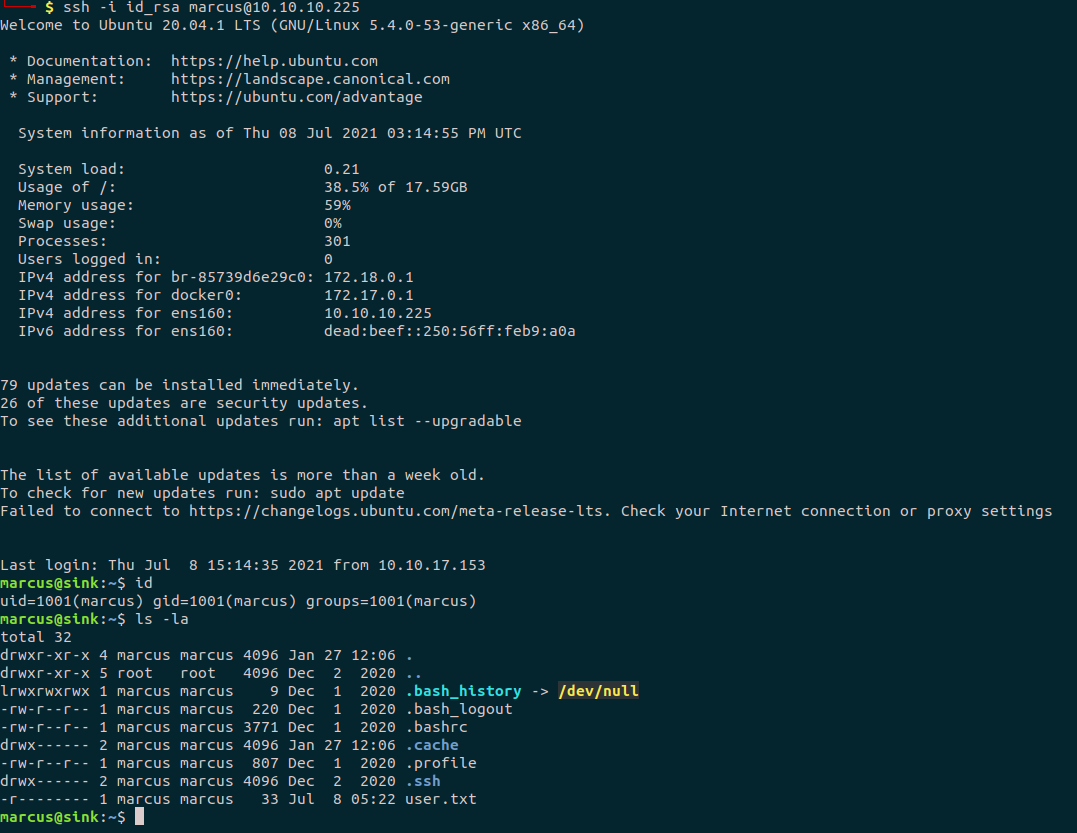 $ ssh -i id_rsa marcus@10.10.10.225
Welcome to Ubuntu 20.04.1 LTS (GNU/Linux 5.4.0-53-generic x86_64)
* Documentation:  https://help.ubuntu.com
* Management:     https://landscape.canonical.com
* Support:        https://ubuntu.com/advantage
System information as of Thu 08 Jul 2021 03:14:55 PM UTC
System load:                      0.21
Usage of /:                       38.5% of 17.59GB
Memory usage:                     59%
Swap usage:                       0%
Processes:                        301
Users logged in:                  0
IPv4 address for br-85739d6e29c0: 172.18.0.1
IPv4 address for docker0:         172.17.0.1
IPv4 address for ens160:          10.10.10.225
IPv6 address for ens160:          dead:beef::250:56ff:feb9:a0a
79 updates can be installed immediately.
26 of these updates are security updates.
To see these additional updates run: apt list --upgradable
The list of available updates is more than a week old.
To check for new updates run: sudo apt update
Failed to connect to https://changelogs.ubuntu.com/meta-release-lts. Check your Internet connection or proxy settings
Last login: Thu Jul  8 15:14:35 2021 from 10.10.17.153
marcus@sink:~$ id
uid=1001(marcus) gid=1001(marcus) groups=1001(marcus)
marcus@sink:~$ ls -la
total 32
drwxr-xr-x 4 marcus marcus 4096 Jan 27 12:06 .
drwxr-xr-x 5 root   root   4096 Dec  2  2020 ..
lrwxrwxrwx 1 marcus marcus    9 Dec  1  2020 .bash_history -> /dev/null
-rw-r--r-- 1 marcus marcus  220 Dec  1  2020 .bash_logout
-rw-r--r-- 1 marcus marcus 3771 Dec  1  2020 .bashrc
drwx------ 2 marcus marcus 4096 Jan 27 12:06 .cache
-rw-r--r-- 1 marcus marcus  807 Dec  1  2020 .profile
drwx------ 2 marcus marcus 4096 Dec  2  2020 .ssh
-r-------- 1 marcus marcus   33 Jul  8 05:22 user.txt
marcus@sink:~$